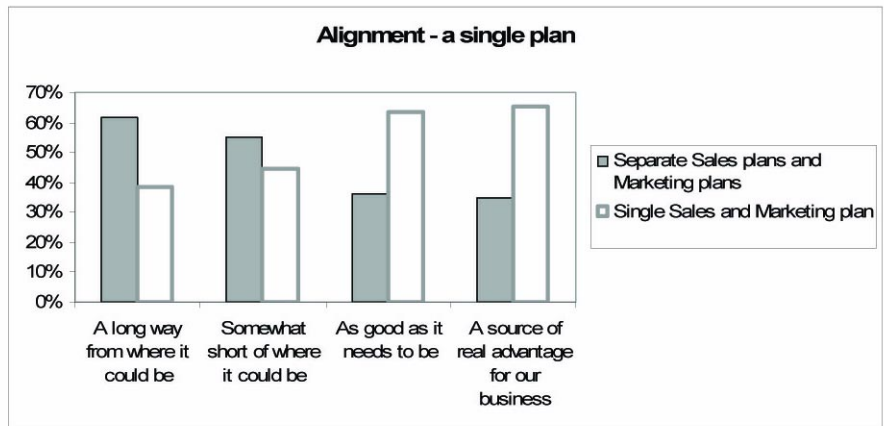 Alignment - a single plan
70%
60%
50%
40%
30%
20%
10%
0%
A long way
from where it
could be
Somewhat
short of where
it could be
As good as it
needs to be
A source of
real advantage
for our
business
Separate Sales plans and
Marketing plans
Single Sales and Marketing plan